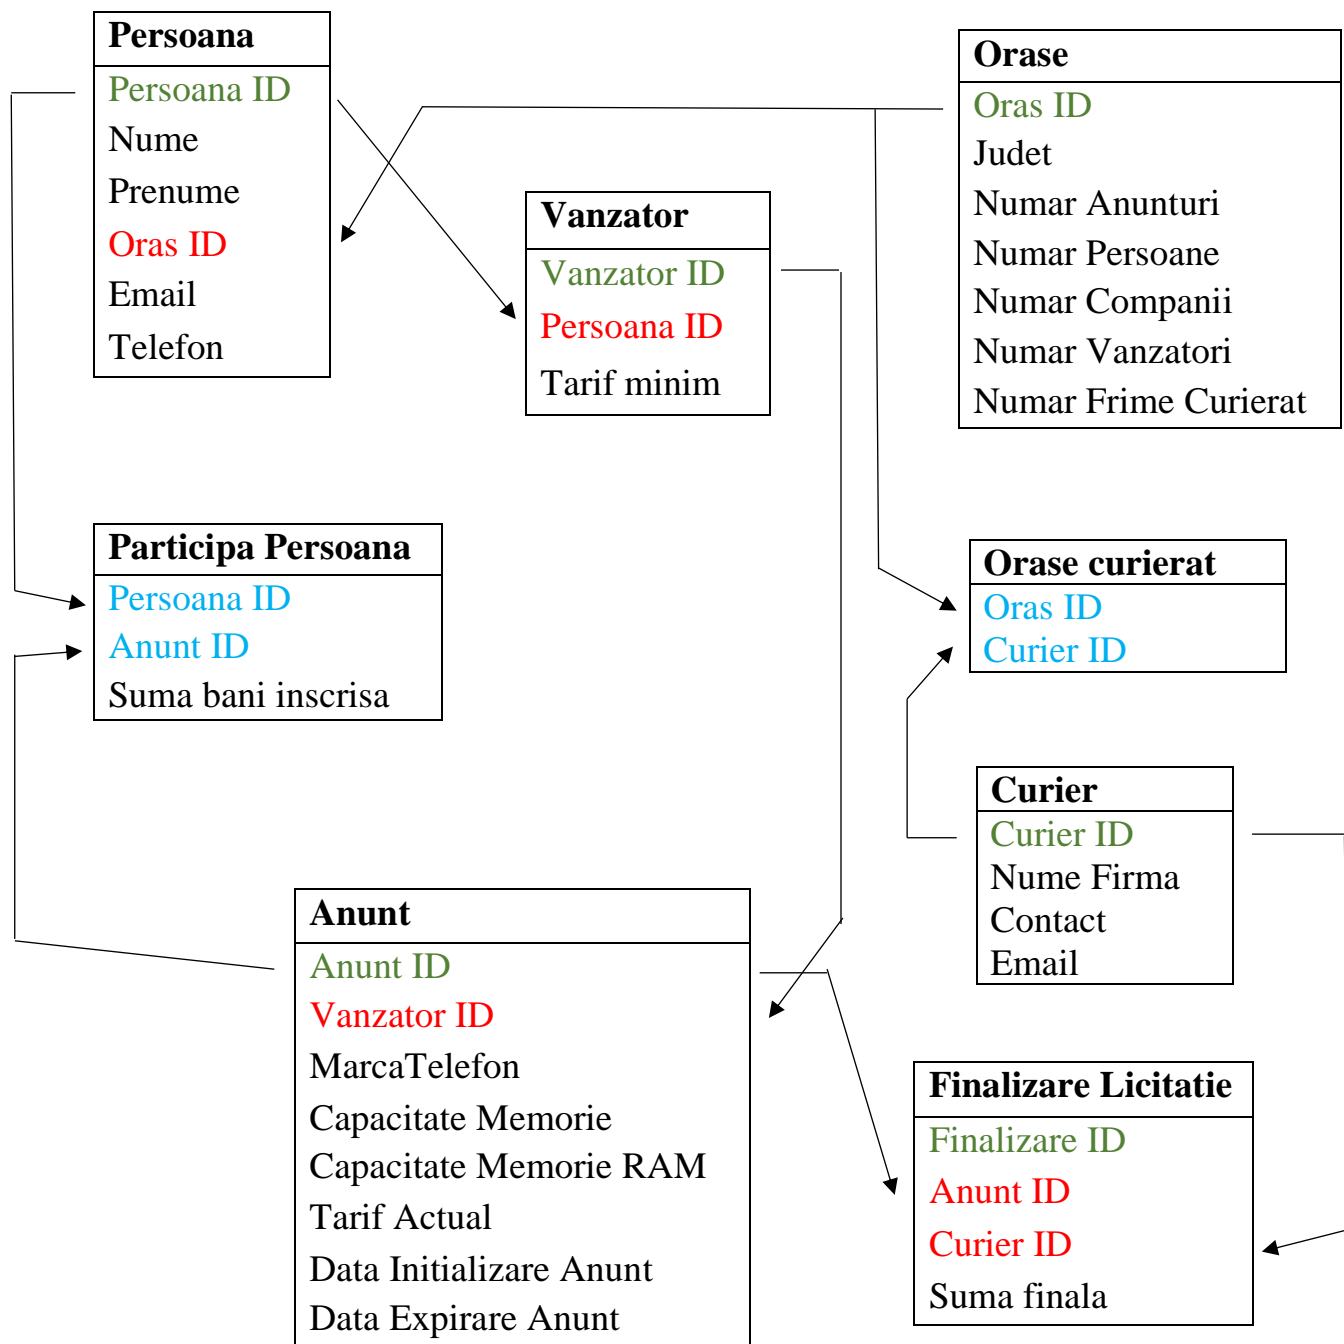 Persoana
Persoana ID
Nume
Prenume
Oras ID
Email
Telefon
Orase
Oras ID
Judet
Numar Anunturi
Numar Persoane
Numar Companii
Numar Vanzatori
Numar Frime Curierat
Vanzator
Vanzator ID
Persoana ID
Tarif minim
Participa Persoana
Persoana ID
Anunt ID
Suma bani inscrisa
Orase curierat
Oras ID
Curier ID
Curier
Curier ID
Nume Firma
Contact
Email
Anunt
Anunt ID
Vanzator ID
MarcaTelefon
Capacitate Memorie
Capacitate Memorie RAM
Tarif Actual
Data Initializare Anunt
Data Expirare Anunt
Finalizare Licitatie
Finalizare ID
Anunt ID
Curier ID
Suma finala